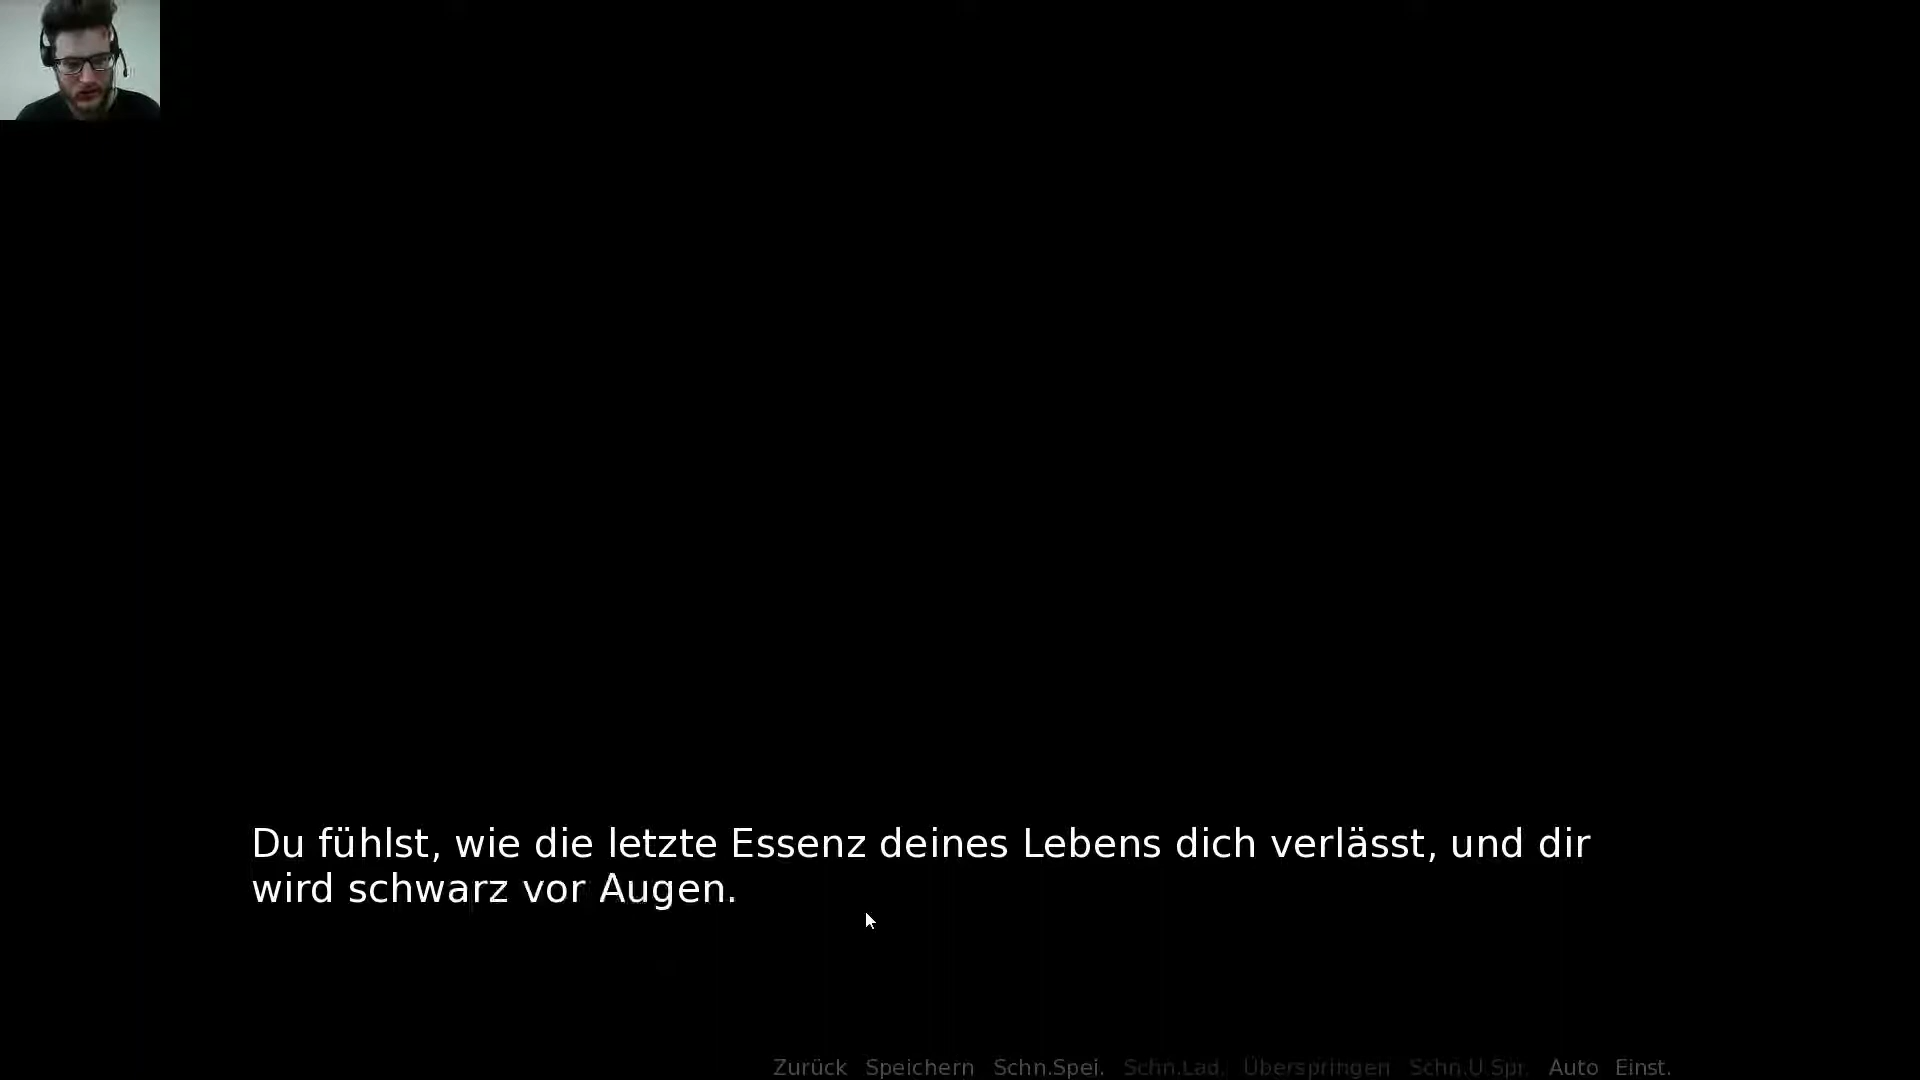 Du fühlst, wie die letzte Essenz deines Lebens dich verlässt, und dir
wird schwarz vor Augen.
Zurück Speichern Schn.Spei. Schn.Lad. Überspringen Schn.Ü.Spr. Auto Einst.